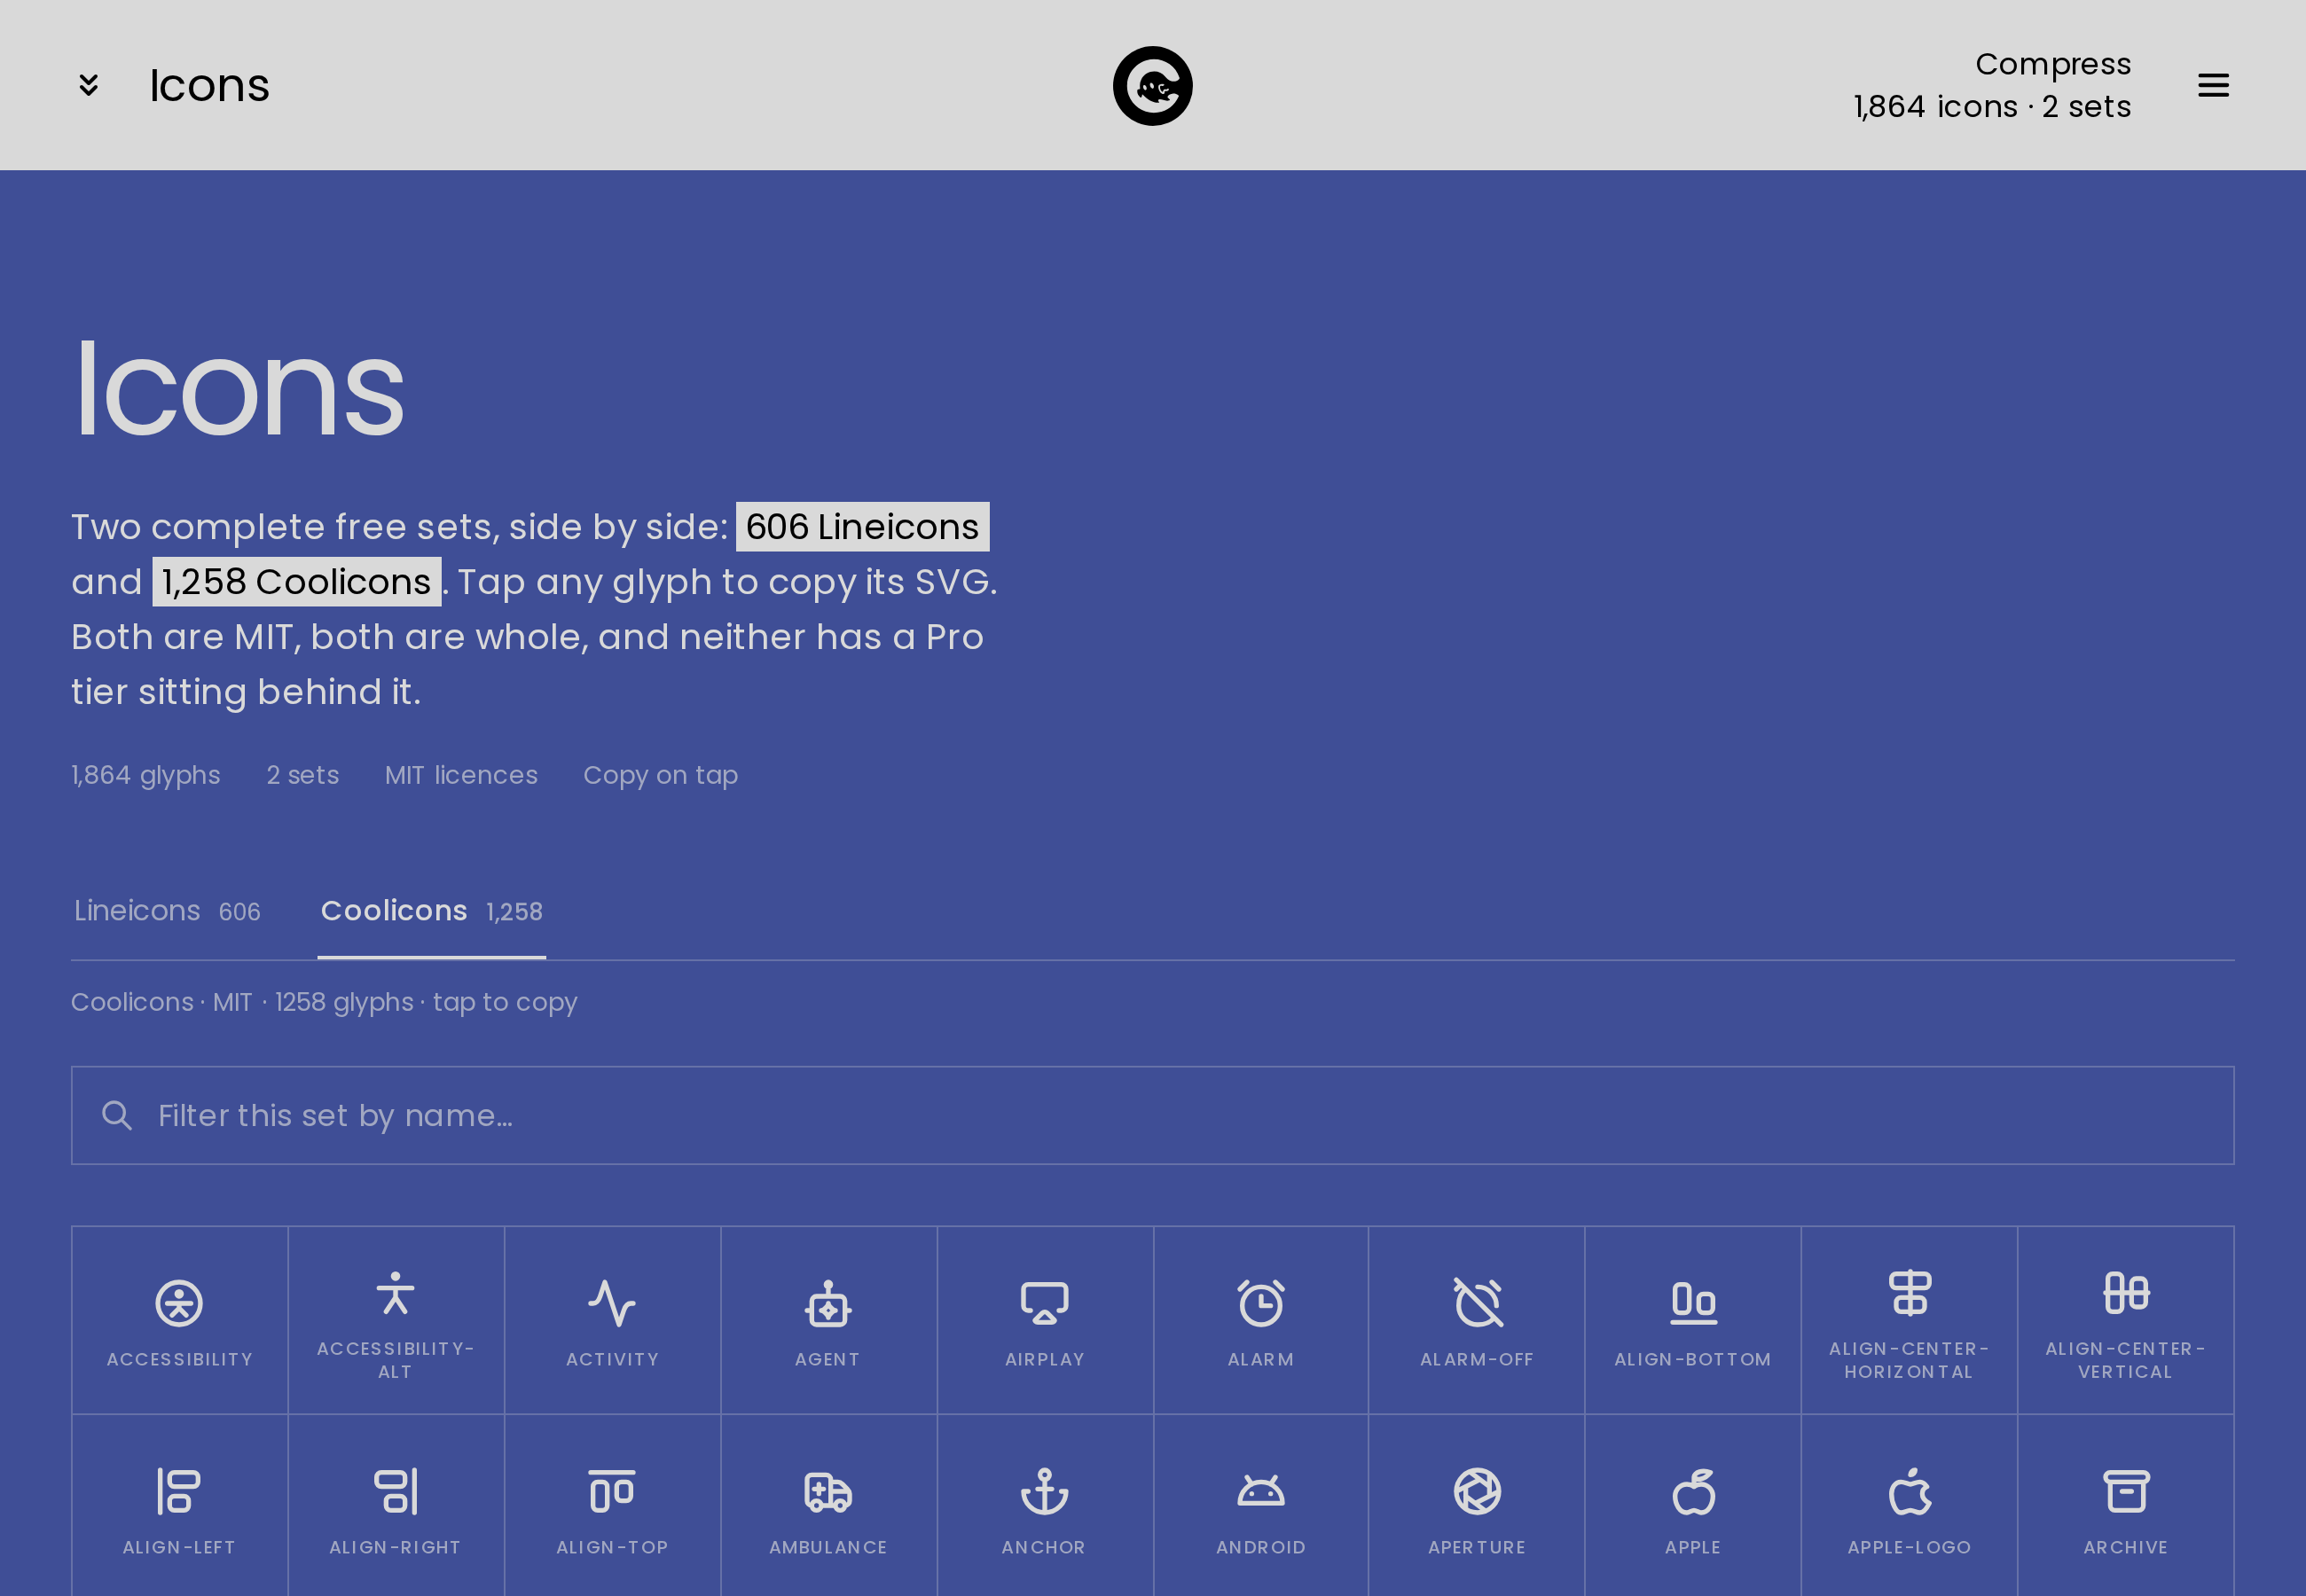 Icons
Compress
1,864 icons · 2 sets
Icons
Two complete free sets, side by side: 606 Lineicons
and 1,258 Coolicons. Tap any glyph to copy its SVG.
Both are MIT, both are whole, and neither has a Pro
tier sitting behind it.
1,864 glyphs 2 sets MIT licences Copy on tap
Lineicons 606 Coolicons 1,258
Coolicons · MIT · 1258 glyphs · tap to copy
Filter this set by name...
ACCESSIBILITY
ACCESSIBILITY-
ALT
ACTIVITY
AGENT
AIRPLAY
ALARM
ALARM-OFF
ALIGN-BOTTOM
ALIGN-CENTER-
HORIZONTAL
ALIGN-CENTER-
VERTICAL
ALIGN-LEFT
ALIGN-RIGHT
ALIGN-TOP
AMBULANCE
ANCHOR
ANDROID
APERTURE
APPLE
APPLE-LOGO
ARCHIVE